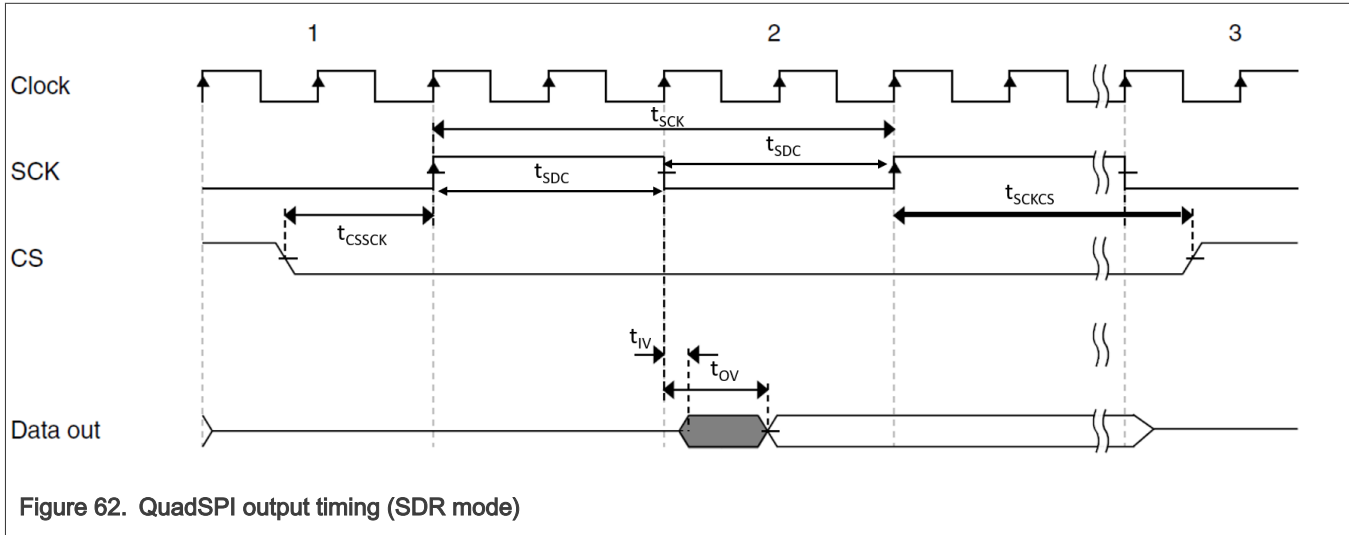 1 2 3
Clock
tSCK
SCK
tSDC
tSDC
tSCKCS
tCSSCK
CS
tIV
tOV
Data out
Figure 62. QuadSPI output timing (SDR mode)